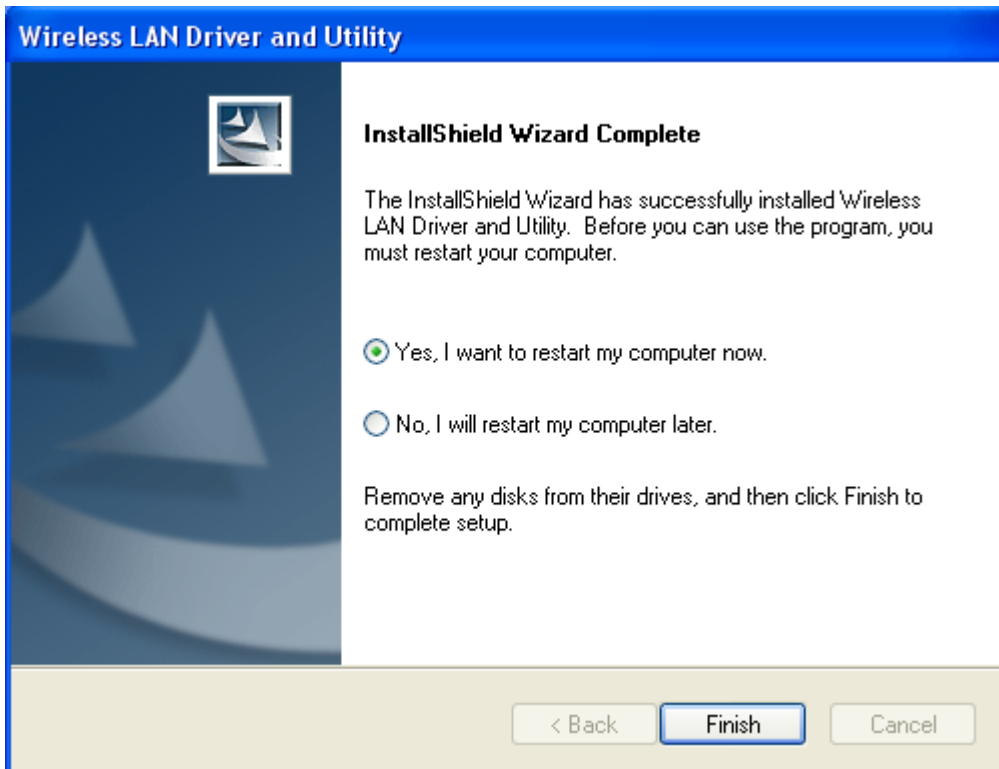 Wireless LAN Driver and Utility
InstallShield Wizard Complete
The InstallShield Wizard has successfully installed Wireless
LAN Driver and Utility.  Before you can use the program, you
must restart your computer.
Yes, I want to restart my computer now.
No, I will restart my computer later.
Remove any disks from their drives, and then click Finish to
complete setup.
< Back
Finish
Cancel